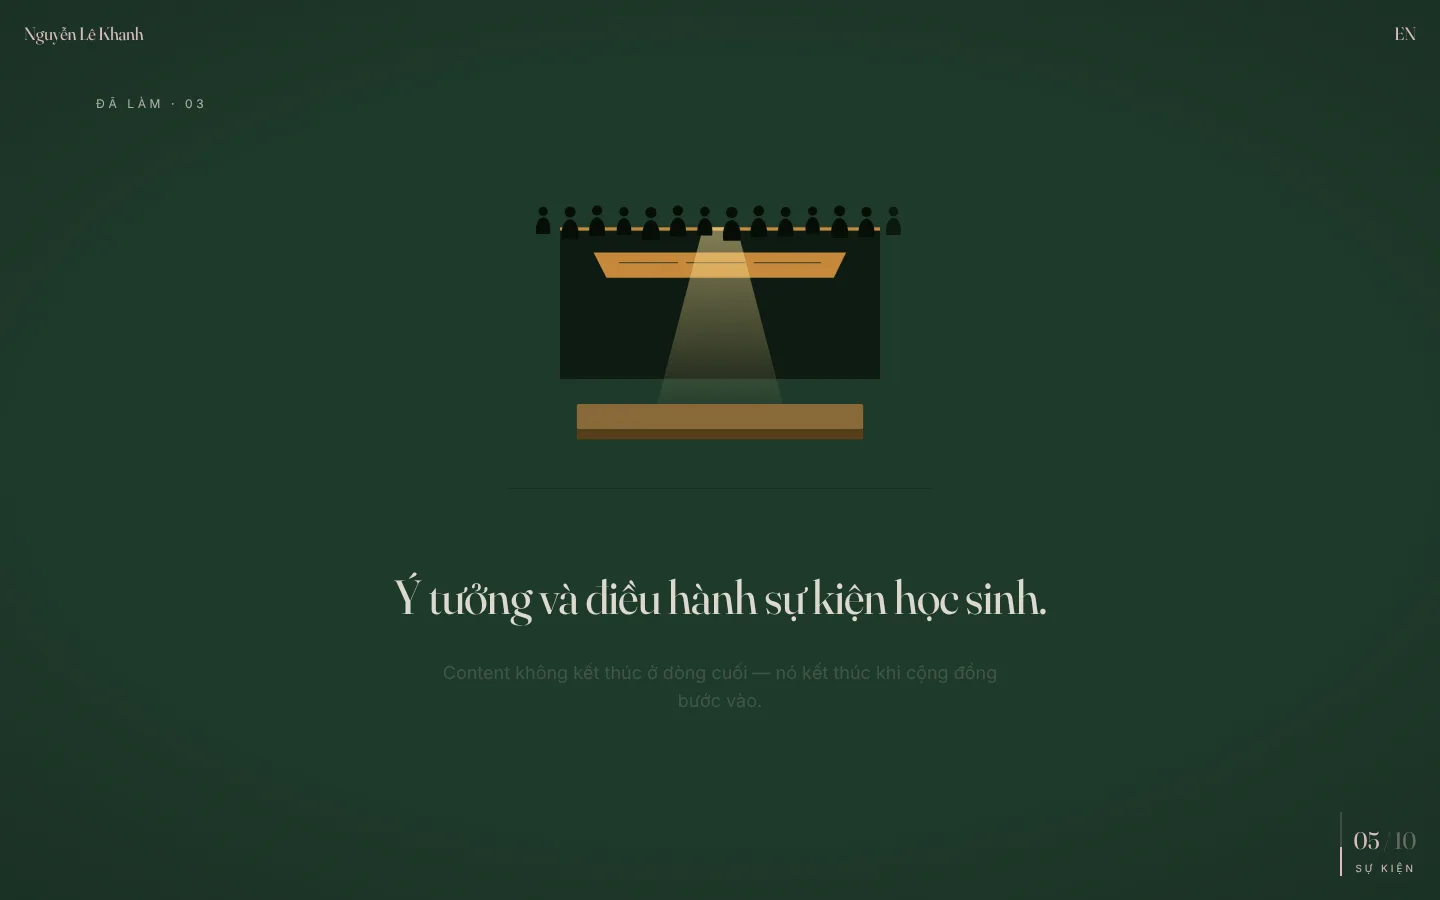 Nguyễn Lê Khanh
EN
ĐÃ LÀM · 03
Ý tưởng và điều hành sự kiện học sinh.
Content không kết thúc ở dòng cuối — nó kết thúc khi cộng đồng
bước vào.
05 / 10
SỰ KIỆN